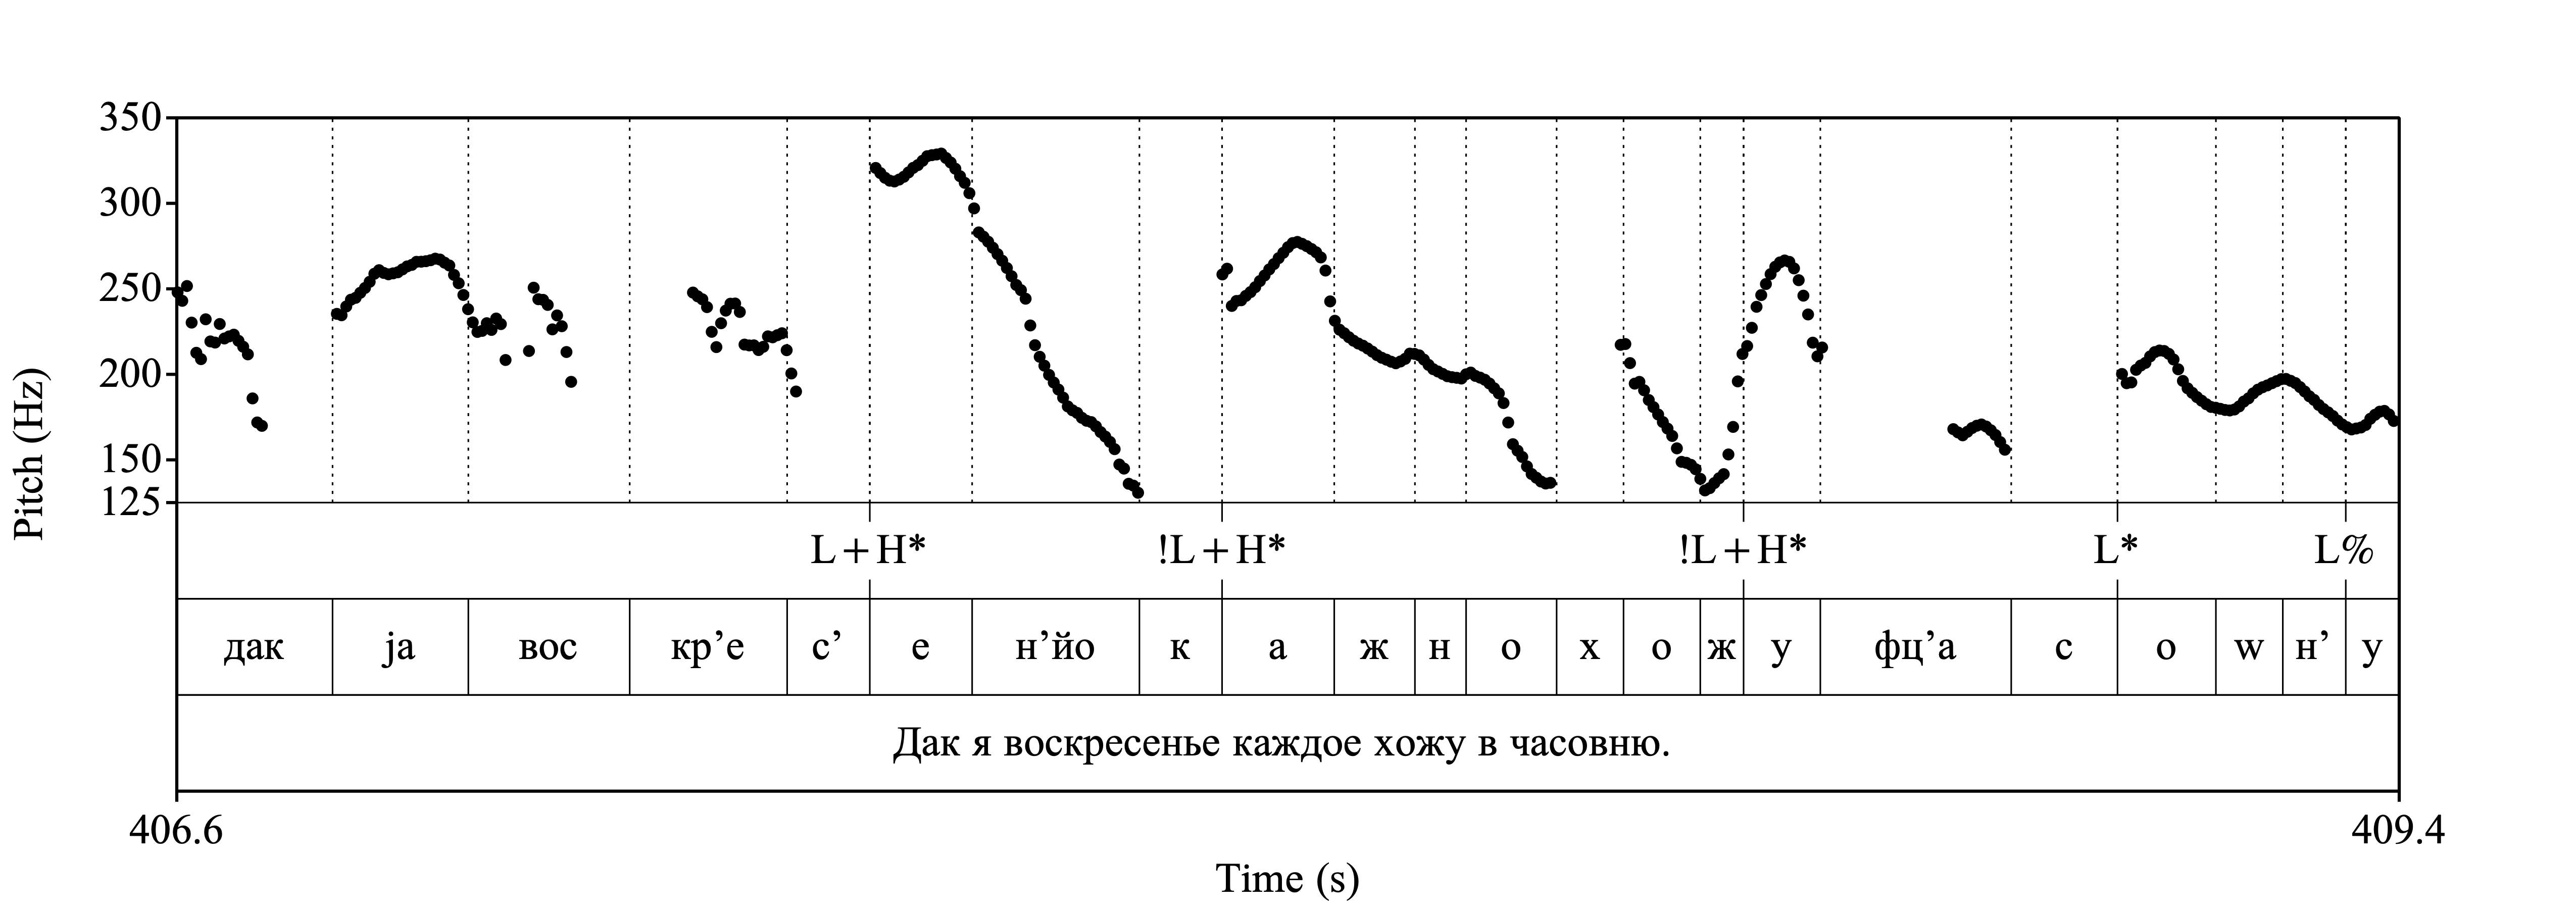 350
300
250
200
150
125
Pitch (Hz)
L+H* !L+H* !L+H* L* L%
дак ја вос кр’е с’ е н’йо к а ж н о х о ж у фц’а с о w н’ у
Дак я воскресенье каждое хожу в часовню.
406.6 409.4
Time (s)